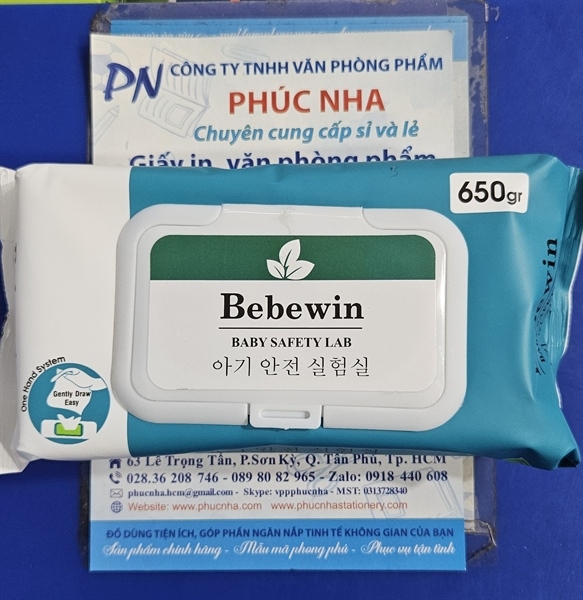 PN CÔNG TY TNHH VĂN PHÒNG PHẨM
PHÚC NHA
Chuyên cung cấp sỉ và lẻ
Giấy in, văn phòng phẩm
650gr
Bebewin
BABY SAFETY LAB
아기 안전 실험실
One Hand System
Gently Draw
Easy
63 Lê Trọng Tấn, P.Sơn Kỳ, Q. Tân Phú, Tp. HCM
028.36 208 746 - 089 80 82 965 - Zalo: 0918 440 608
phucnha.hcm@gmail.com - Skype: vppphucnha - MST: 0313728340
Website: www.phucnha.com www.phucnhastationery.com
ĐỒ DÙNG TIỆN ÍCH, GÓP PHẦN NGĂN NẮP TINH TẾ KHÔNG GIAN CỦA BẠN
Sản phẩm chính hãng - Mẫu mã phong phú - Phục vụ tận tình